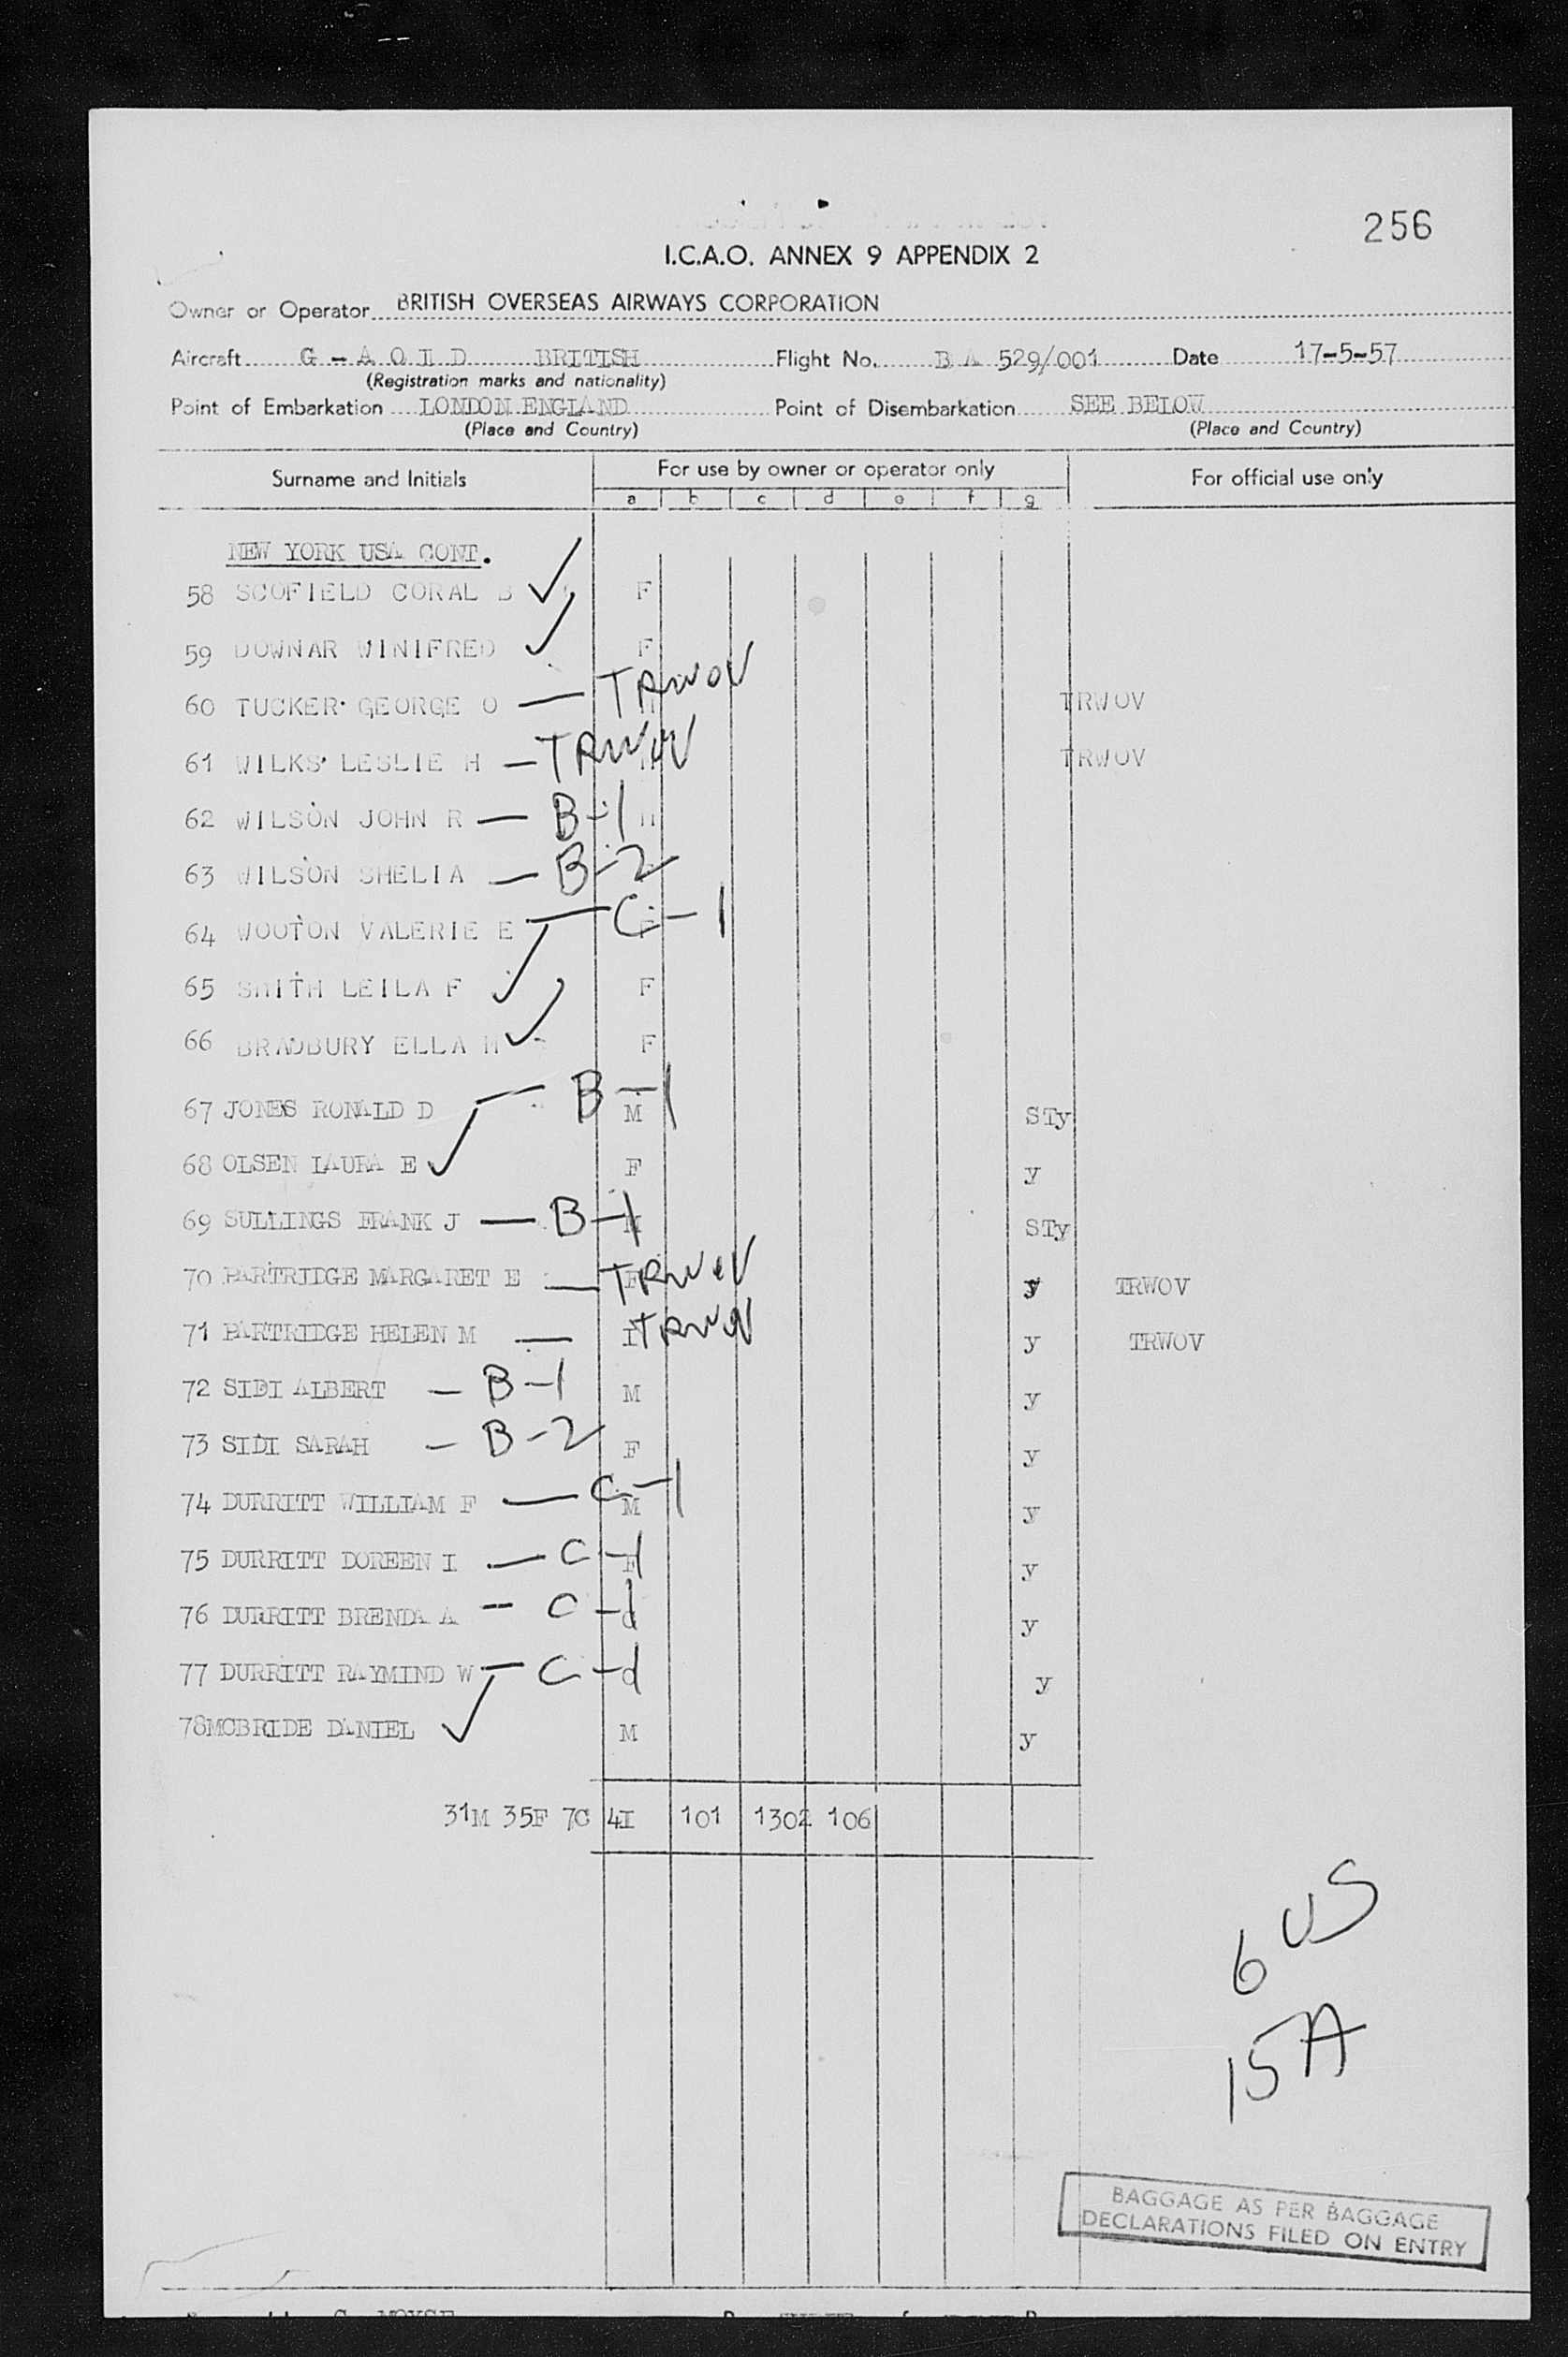 256
I.C.A.O. ANNEX 9 APPENDIX 2
Owner or Operator BRITISH OVERSEAS AIRWAYS CORPORATION
Aircraft G - A O I D BRITISH Flight No. B A 529/001 Date 17-5-57
(Registration marks and nationality)
Point of Embarkation LONDON ENGLAND Point of Disembarkation SEE BELOW
(Place and Country) (Place and Country)
Surname and Initials For use by owner or operator only For official use only
a b c d e f g
NEW YORK USA CONT.
58 SCOFIELD CORAL B F
59 DOWNAR WINIFRED F
60 TUCKER GEORGE O — TRWOV TRWOV
61 WILKS LESLIE H — TRWOV TRWOV
62 WILSON JOHN R — B-1
63 WILSON SHELIA — B-2
64 WOOTON VALERIE E — C-1
65 SMITH LEILA F F
66 BRADBURY ELLA M F
67 JONES RONALD D — B-1 M STy
68 OLSEN LAURA E F y
69 SULLINGS FRANK J — B-1 M STy
70 PARTRIDGE MARGARET E — TRWOV F y TRWOV
71 PARTRIDGE HELEN M — TRWOV y TRWOV
72 SIDI ALBERT — B-1 M y
73 SIDI SARAH — B-2 F y
74 DURRITT WILLIAM F — C-1 M y
75 DURRITT DOREEN I — C-1 F y
76 DURRITT BRENDA A — C-d y
77 DURRITT RAYMIND W — C-d y
78MCBRIDE DANIEL M y
31M 35F 7C 4I 101 1302 106
6 US
15 A
BAGGAGE AS PER BAGGAGE
DECLARATIONS FILED ON ENTRY